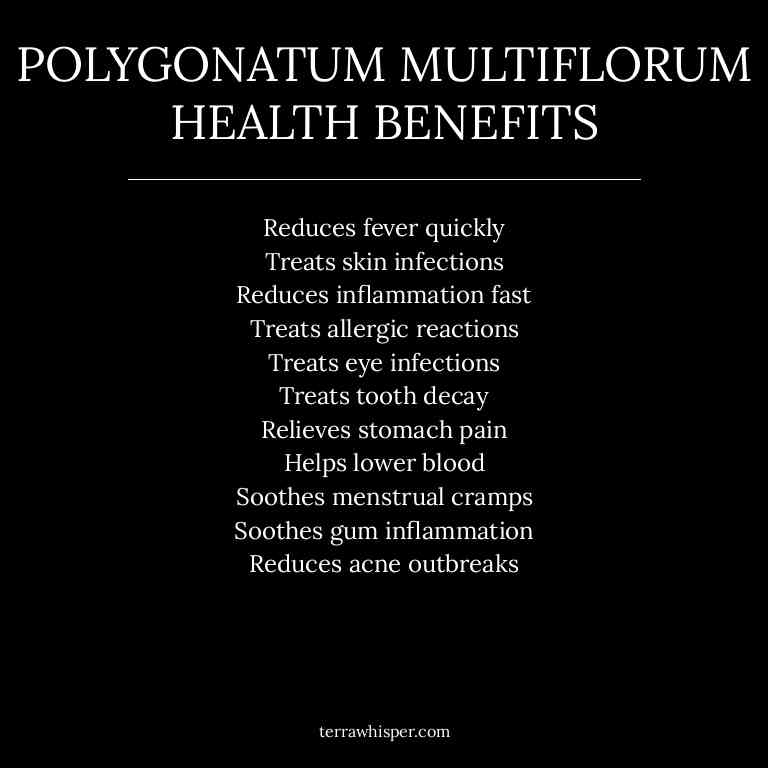 POLYGONATUM MULTIFLORUM
HEALTH BENEFITS
Reduces fever quickly
Treats skin infections
Reduces inflammation fast
Treats allergic reactions
Treats eye infections
Treats tooth decay
Relieves stomach pain
Helps lower blood
Soothes menstrual cramps
Soothes gum inflammation
Reduces acne outbreaks
terrawhisper.com